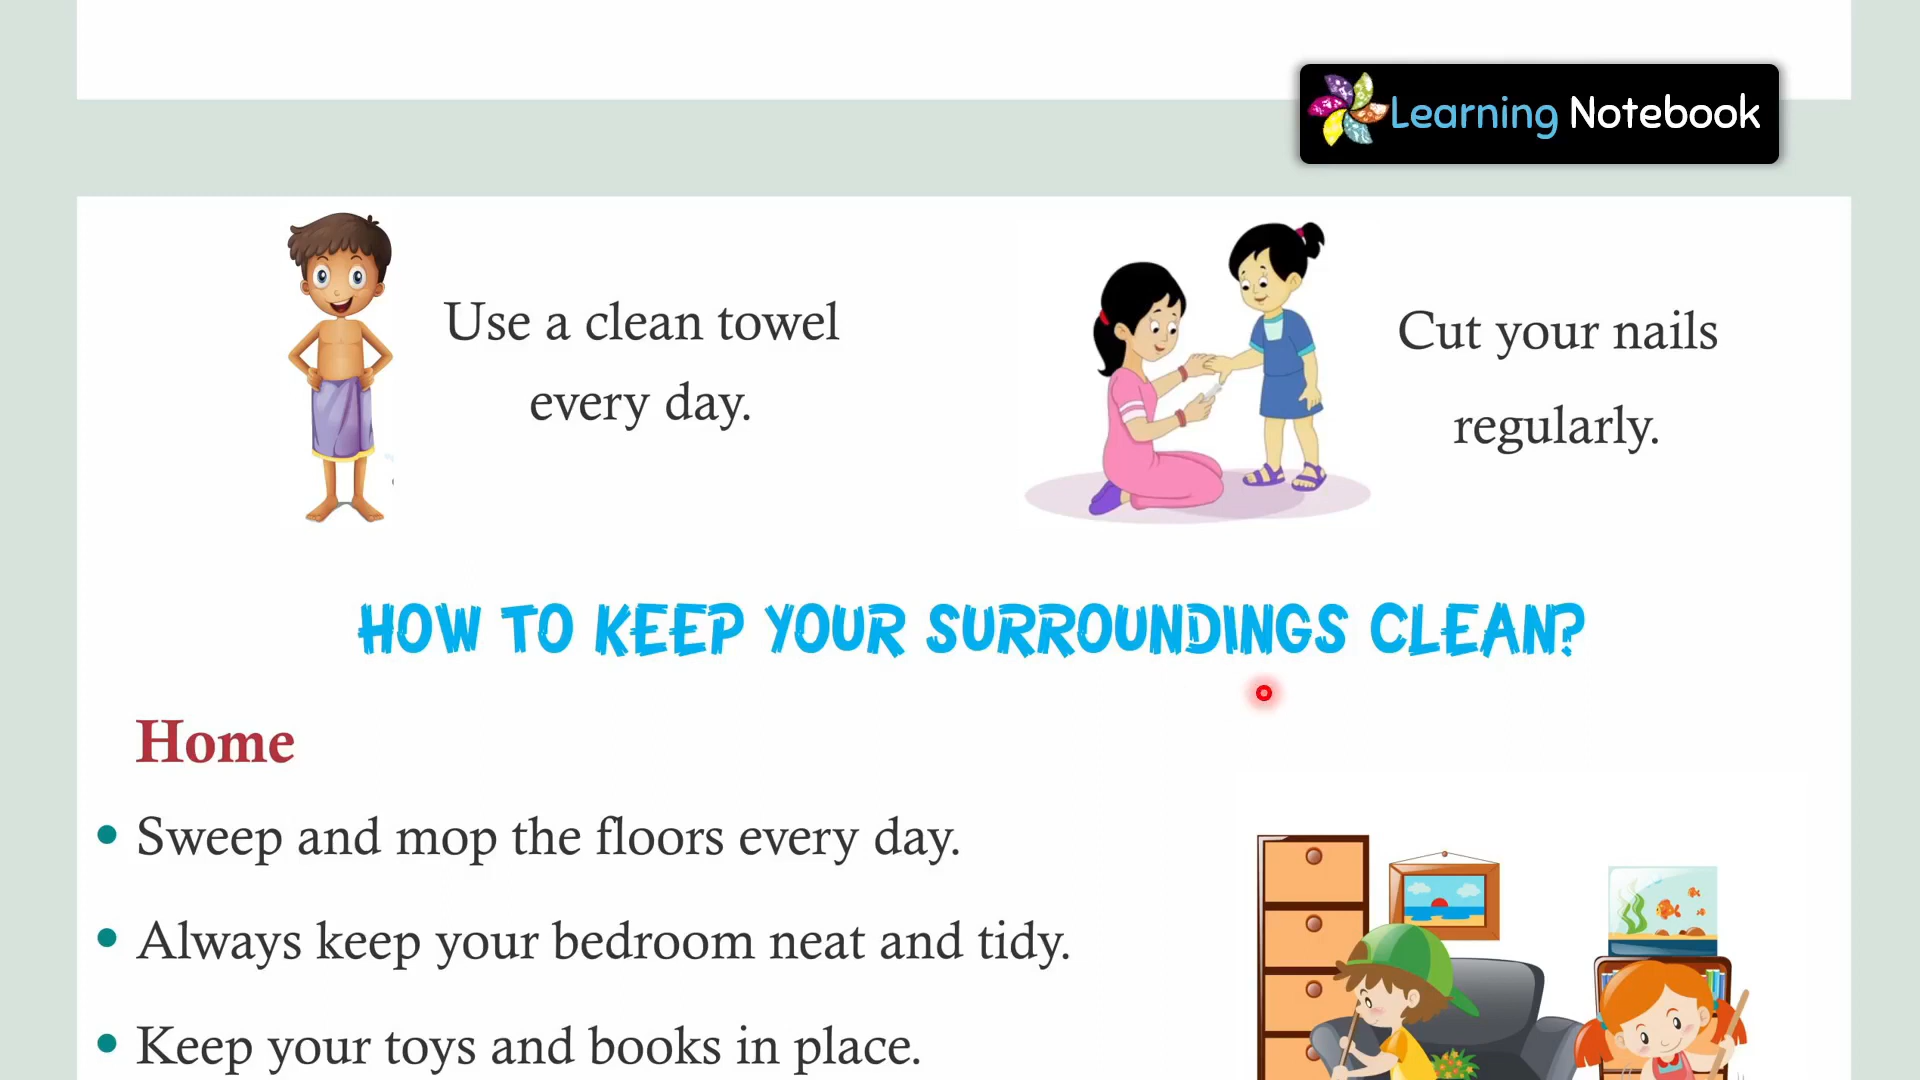 Learning Notebook
Use a clean towel
every day.
Cut your nails
regularly.
HOW TO KEEP YOUR SURROUNDINGS CLEAN?
Home
• Sweep and mop the floors every day.
• Always keep your bedroom neat and tidy.
• Keep your toys and books in place.